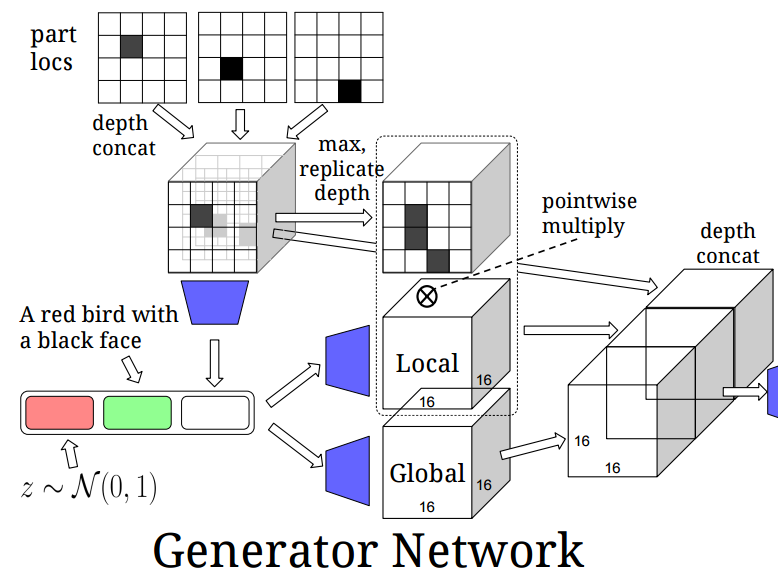 part
locs
depth
concat
max,
replicate
depth
pointwise
multiply
depth
concat
A red bird with
a black face
Local
16
16
Global
16
16
16
16
z ∼ 𝒩(0, 1)
Generator Network